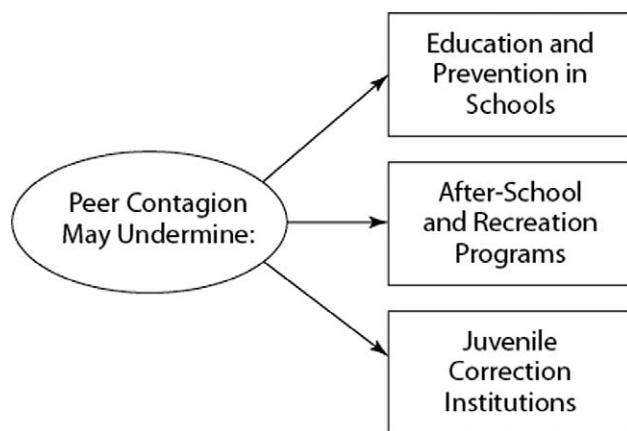 Education and
Prevention in
Schools
Peer Contagion
May Undermine:
After-School
and Recreation
Programs
Juvenile
Correction
Institutions